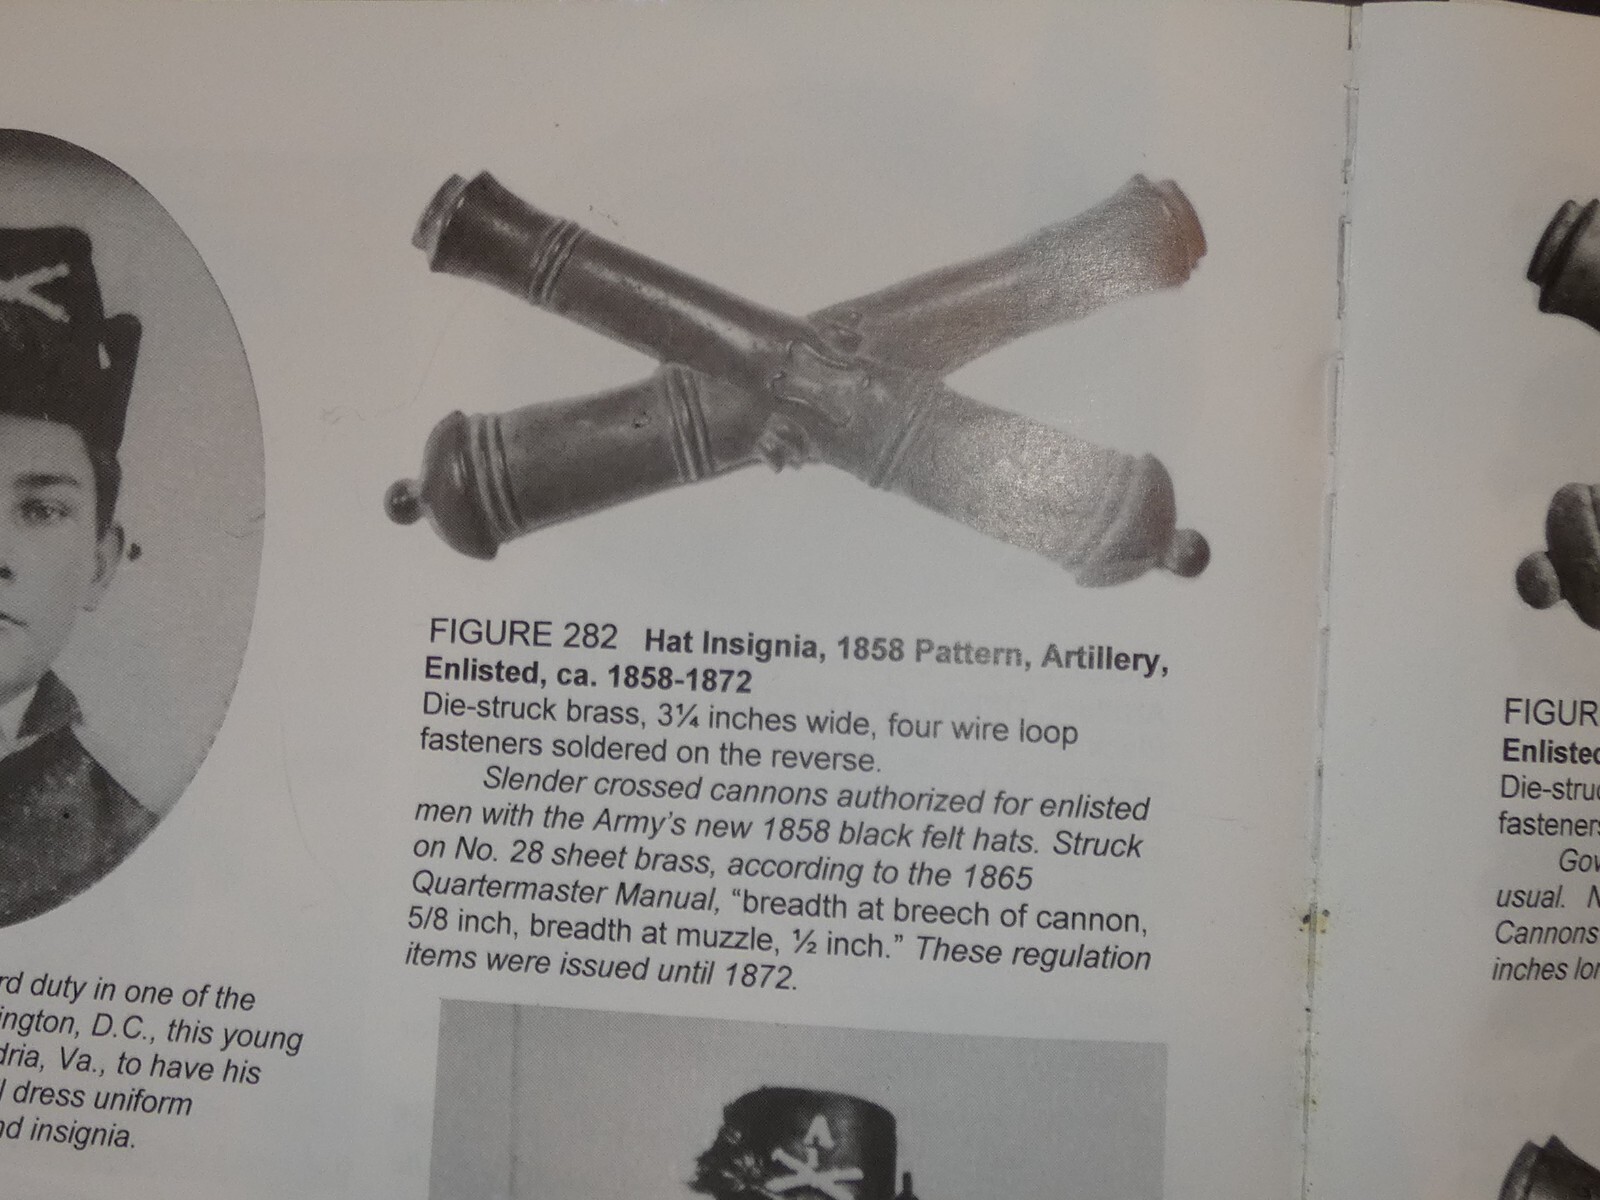 FIGURE 282 Hat Insignia, 1858 Pattern, Artillery,
Enlisted, ca. 1858-1872
Die-struck brass, 3¼ inches wide, four wire loop
fasteners soldered on the reverse.
Slender crossed cannons authorized for enlisted
men with the Army's new 1858 black felt hats. Struck
on No. 28 sheet brass, according to the 1865
Quartermaster Manual, “breadth at breech of cannon,
5/8 inch, breadth at muzzle, ½ inch.” These regulation
items were issued until 1872.
A
duty in one of the
D.C., this young
Va., to have his
dress uniform
insignia.
FIGUR
Enlisted
Die-stru
fasteners
Gov
usual. N
Cannons
inches lon